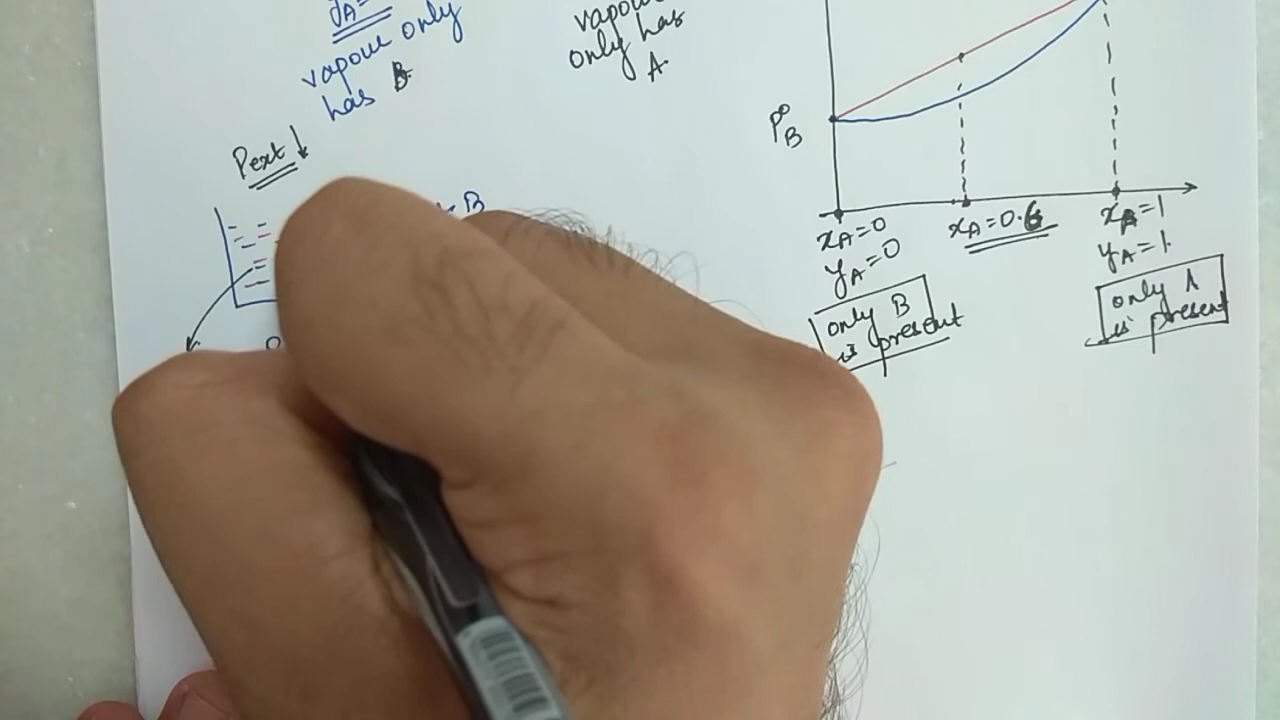 yA=
vapour only
has B.
vapour
only has
A.
Pext ↓
B
P°B
xA=0
yA=0
only B
is present
xA=0.6
xA=1
yA=1.
only A
is present